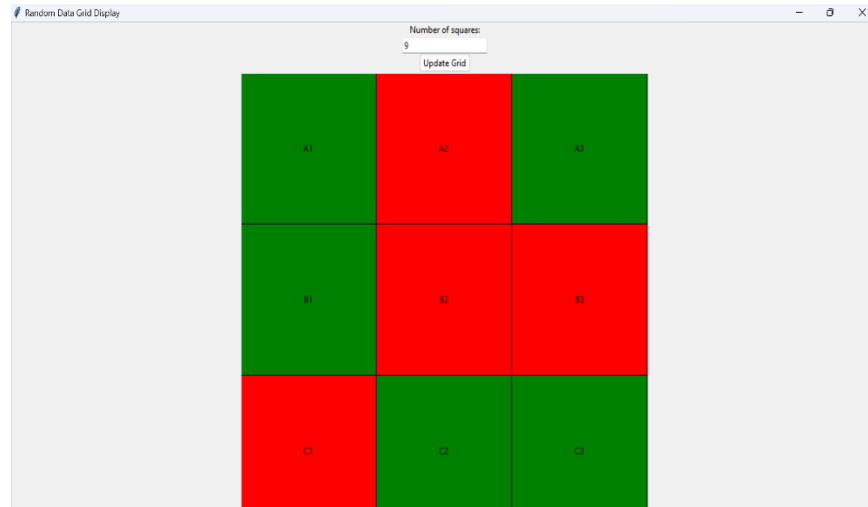 Random Data Grid Display
Number of squares:
9
Update Grid
A1 A2 A3
B1 B2 B3
C1 C2 C3